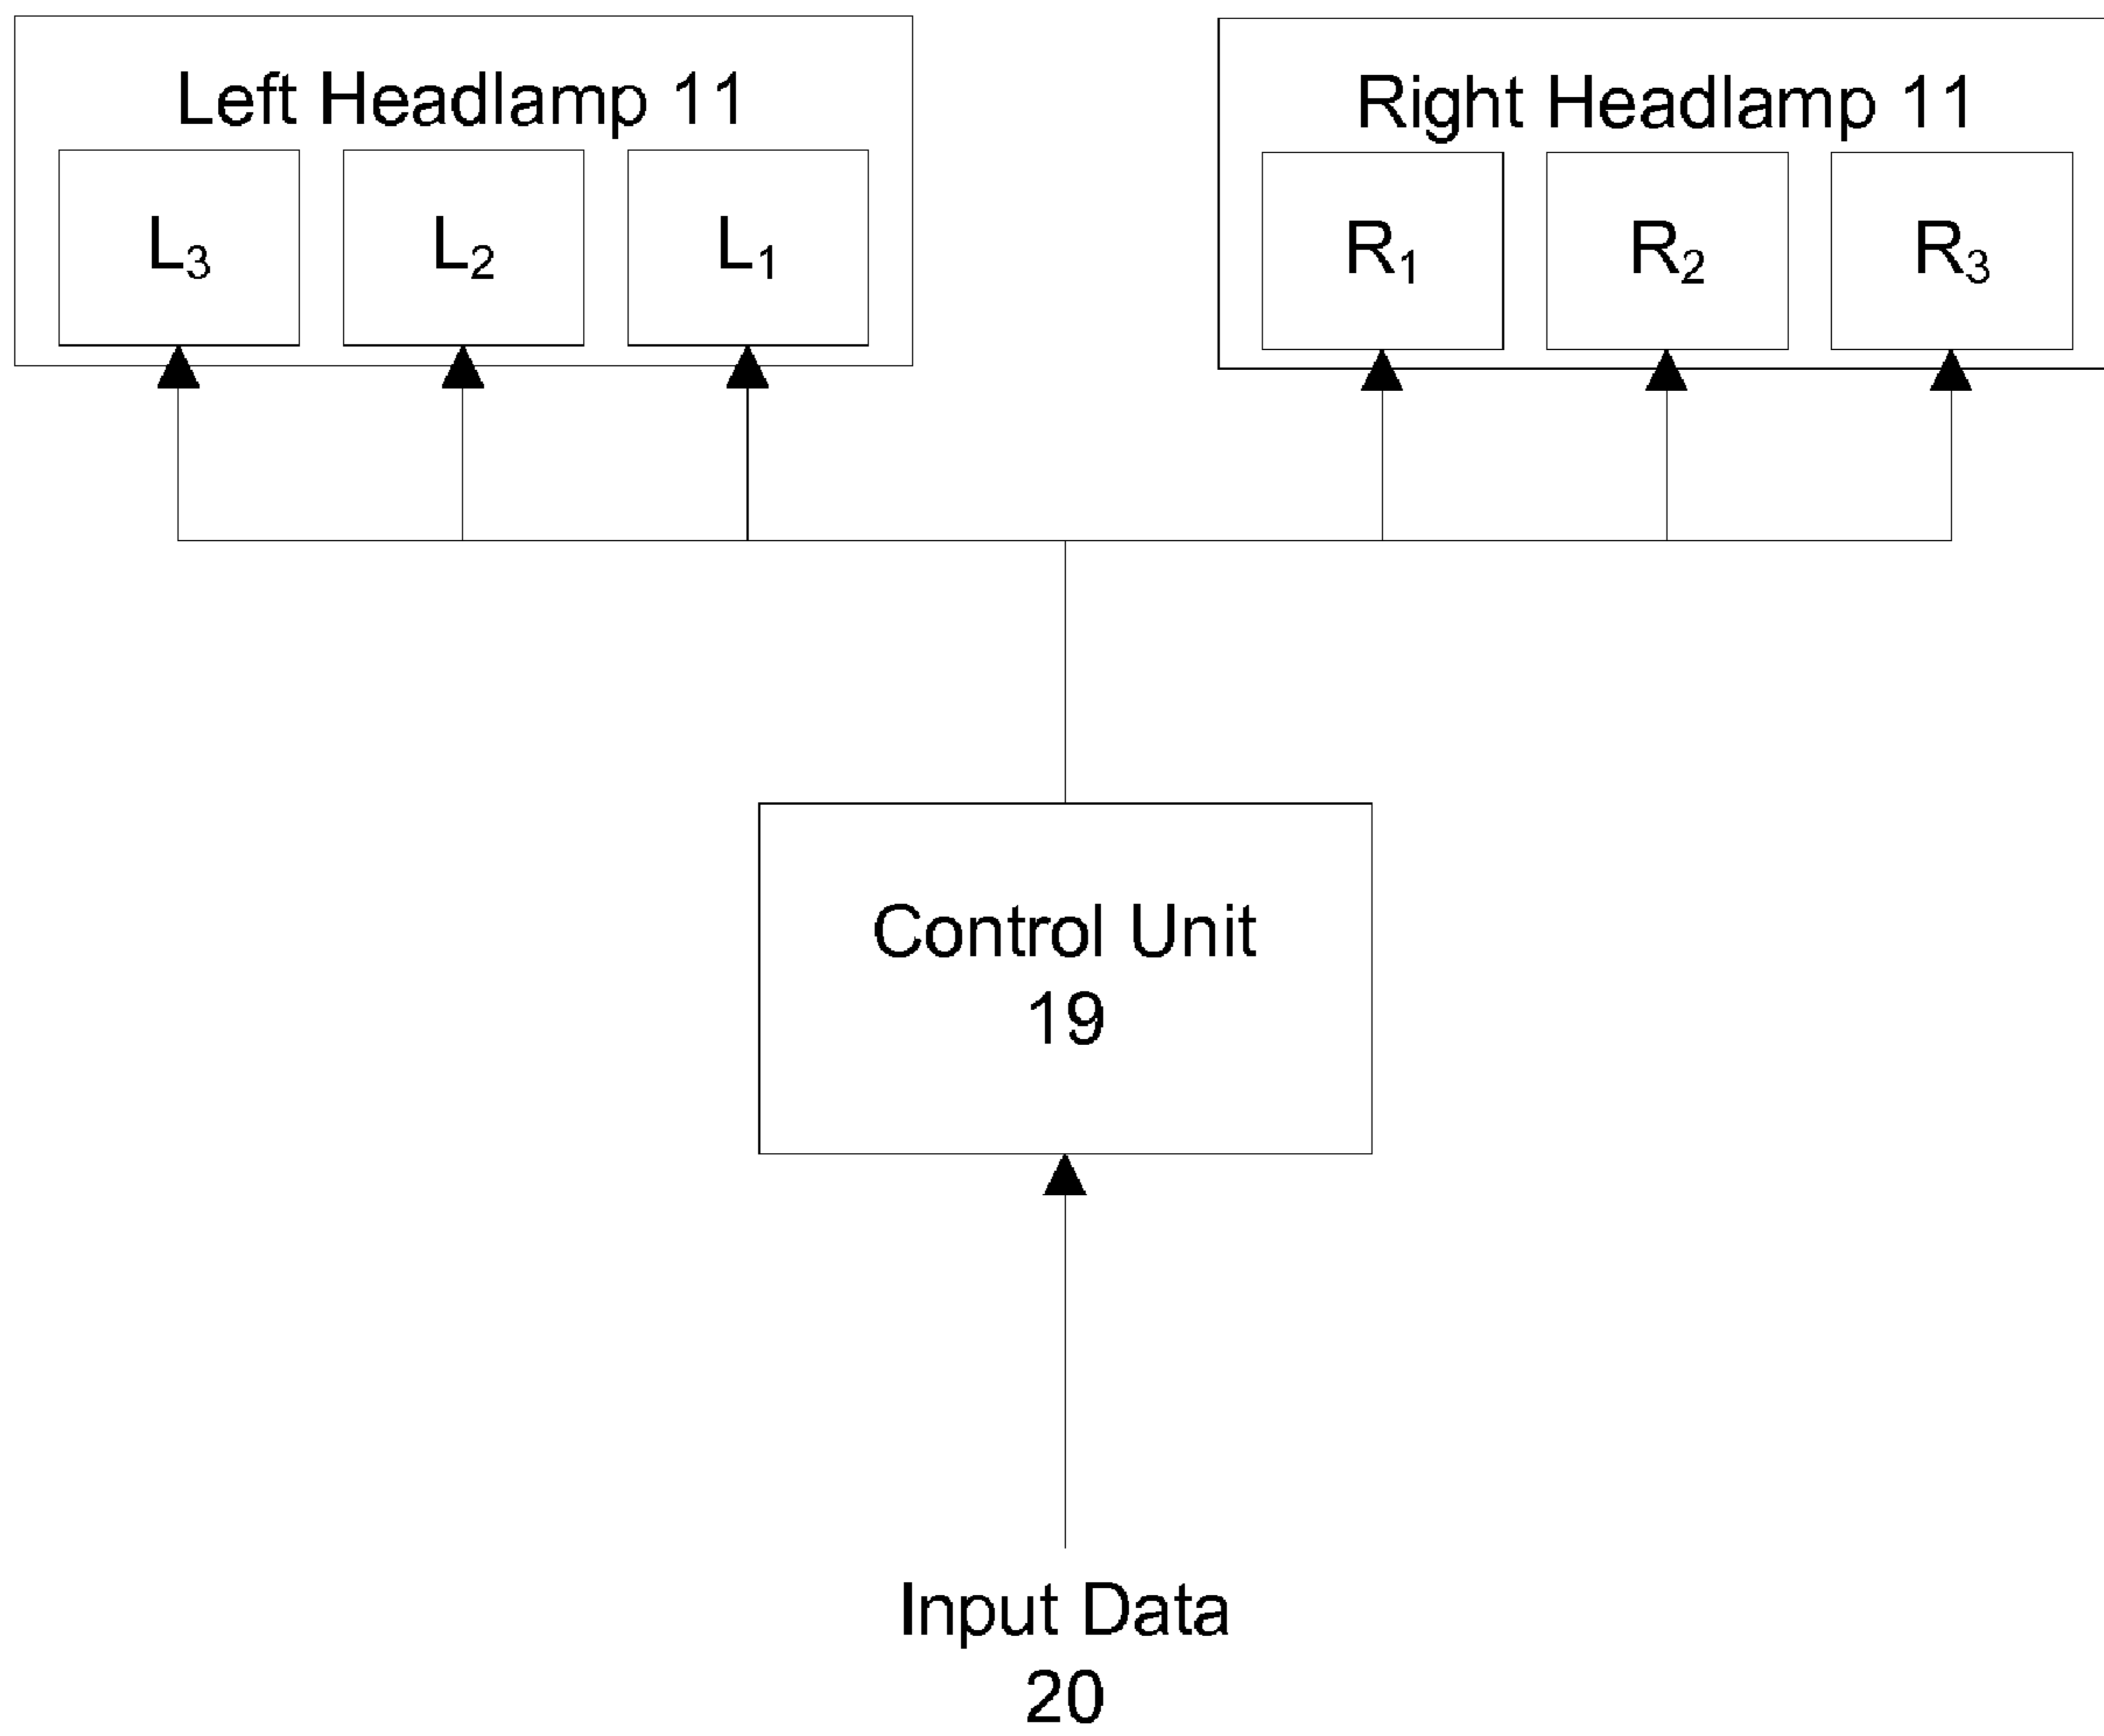 Left Headlamp 11
Right Headlamp 11
L3 L2 L1
R1 R2 R3
Control Unit
19
Input Data
20